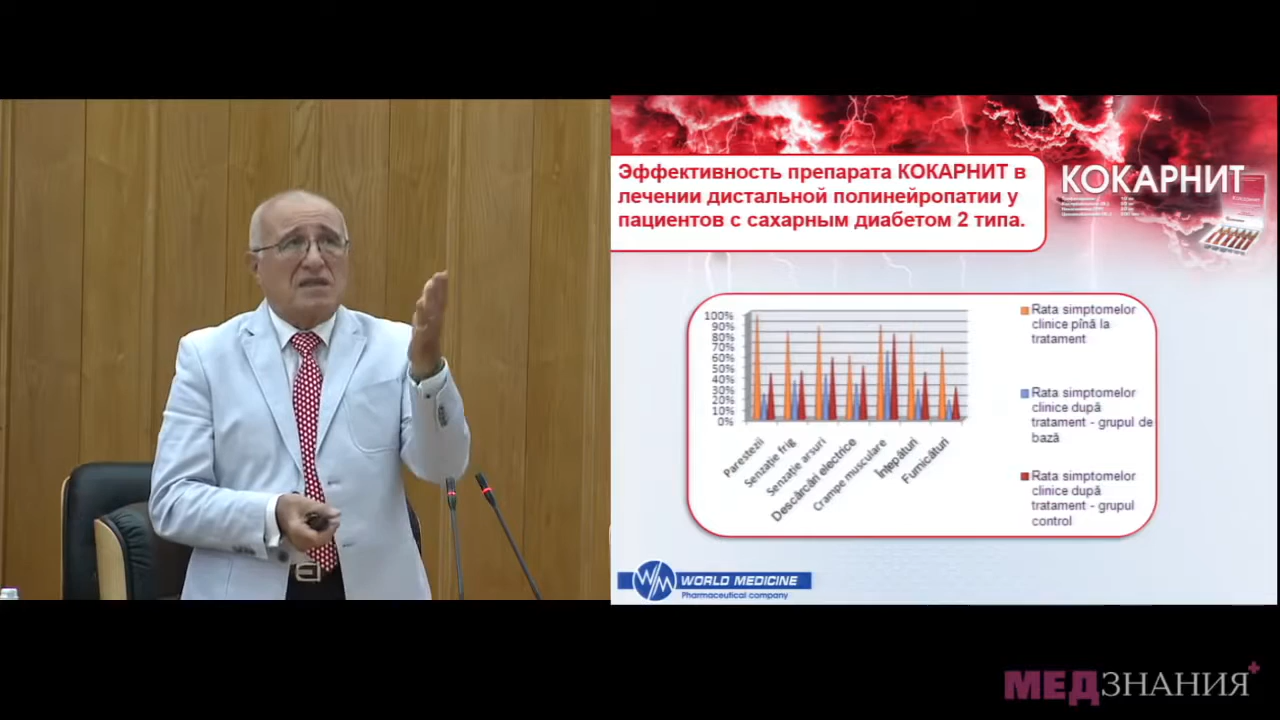 Эффективность препарата КОКАРНИТ в
лечении дистальной полинейропатии у
пациентов с сахарным диабетом 2 типа.
КОКАРНИТ
100%
90%
80%
70%
60%
50%
40%
30%
20%
10%
0%
Parestezii
Senzație frig
Senzație arsuri
Descărcări electrice
Crampe musculare
Înțepături
Furnicături
Rata simptomelor
clinice pînă la
tratament
Rata simptomelor
clinice după
tratament - grupul de
bază
Rata simptomelor
clinice după
tratament - grupul
control
WM WORLD MEDICINE
Pharmaceutical company
МЕДЗНАНИЯ+